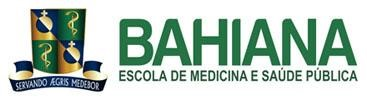 SERVANDO ÆGRIS MEDEBOR
BAHIANA
ESCOLA DE MEDICINA E SAÚDE PÚBLICA